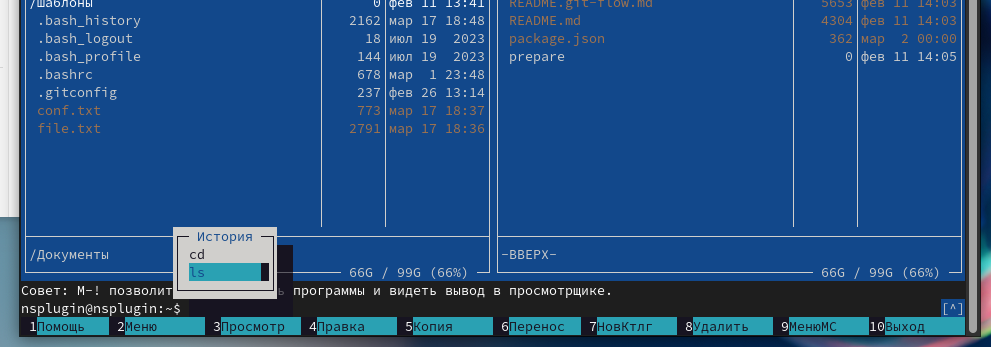 /Шаблоны 0 фев 11 13:41
.bash_history 2162 мар 17 18:48
.bash_logout 18 июл 19 2023
.bash_profile 144 июл 19 2023
.bashrc 678 мар 1 23:48
.gitconfig 237 фев 26 13:14
conf.txt 773 мар 17 18:37
file.txt 2791 мар 17 18:36
/Документы
66G / 99G (66%)
README.git-flow.md 5653 фев 11 14:03
README.md 4304 фев 11 14:03
package.json 362 мар 2 00:00
prepare 0 фев 11 14:05
-ВВЕРХ-
66G / 99G (66%)
История
cd
ls
Совет: M-! позволит программы и видеть вывод в просмотрщике.
nsplugin@nsplugin:~$ [^]
1Помощь 2Меню 3Просмотр 4Правка 5Копия 6Перенос 7НовКтлг 8Удалить 9МенюМС 10Выход